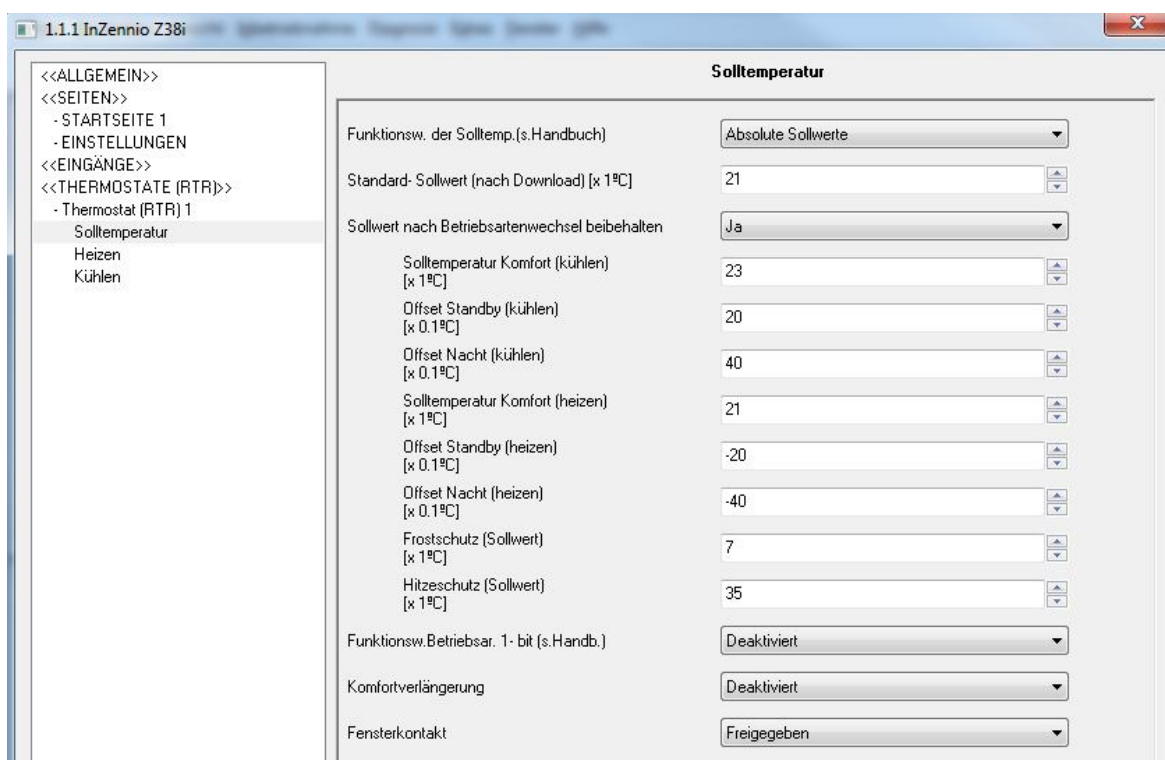 1.1.1 InZennio Z38i
<<ALLGEMEIN>>
<<SEITEN>>
- STARTSEITE 1
- EINSTELLUNGEN
<<EINGÄNGE>>
<<THERMOSTATE (RTR)>>
- Thermostat (RTR) 1
Solltemperatur
Heizen
Kühlen
Solltemperatur
Funktionsw. der Solltemp.(s.Handbuch) Absolute Sollwerte
Standard- Sollwert (nach Download) [x 1ºC] 21
Sollwert nach Betriebsartenwechsel beibehalten Ja
Solltemperatur Komfort (kühlen)
[x 1ºC] 23
Offset Standby (kühlen)
[x 0.1ºC] 20
Offset Nacht (kühlen)
[x 0.1ºC] 40
Solltemperatur Komfort (heizen)
[x 1ºC] 21
Offset Standby (heizen)
[x 0.1ºC] -20
Offset Nacht (heizen)
[x 0.1ºC] -40
Frostschutz (Sollwert)
[x 1ºC] 7
Hitzeschutz (Sollwert)
[x 1ºC] 35
Funktionsw.Betriebsar. 1- bit (s.Handb.) Deaktiviert
Komfortverlängerung Deaktiviert
Fensterkontakt Freigegeben